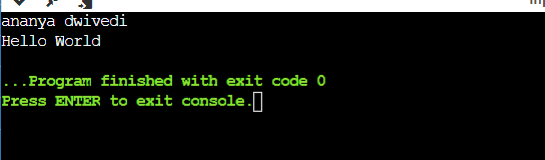 ananya dwivedi
Hello World
...Program finished with exit code 0
Press ENTER to exit console.